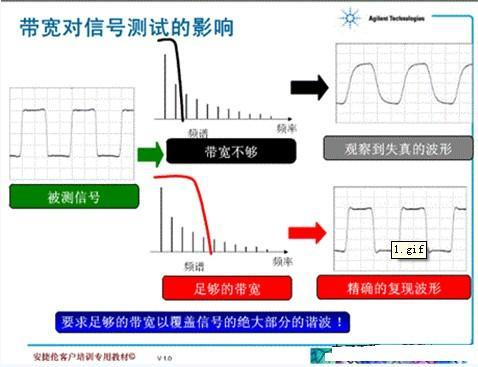 带宽对信号测试的影响
Agilent Technologies
频谱
频率
带宽不够
观察到失真的波形
被测信号
频谱
频率
足够的带宽
1.gif
精确的复现波形
要求足够的带宽以覆盖信号的绝大部分的谐波！
安捷伦客户培训专用教材©
V 1.0